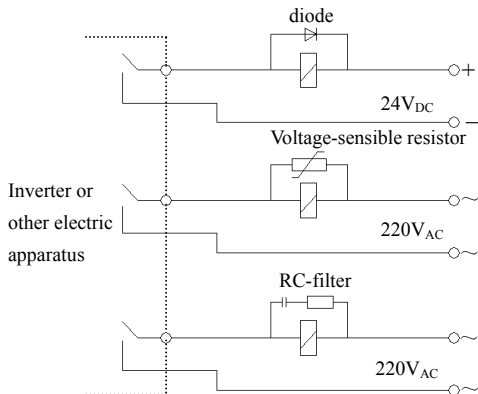 diode
+
24V_DC
−
Voltage-sensible resistor
Inverter or
other electric
apparatus
~
220V_AC
~
RC-filter
~
220V_AC
~